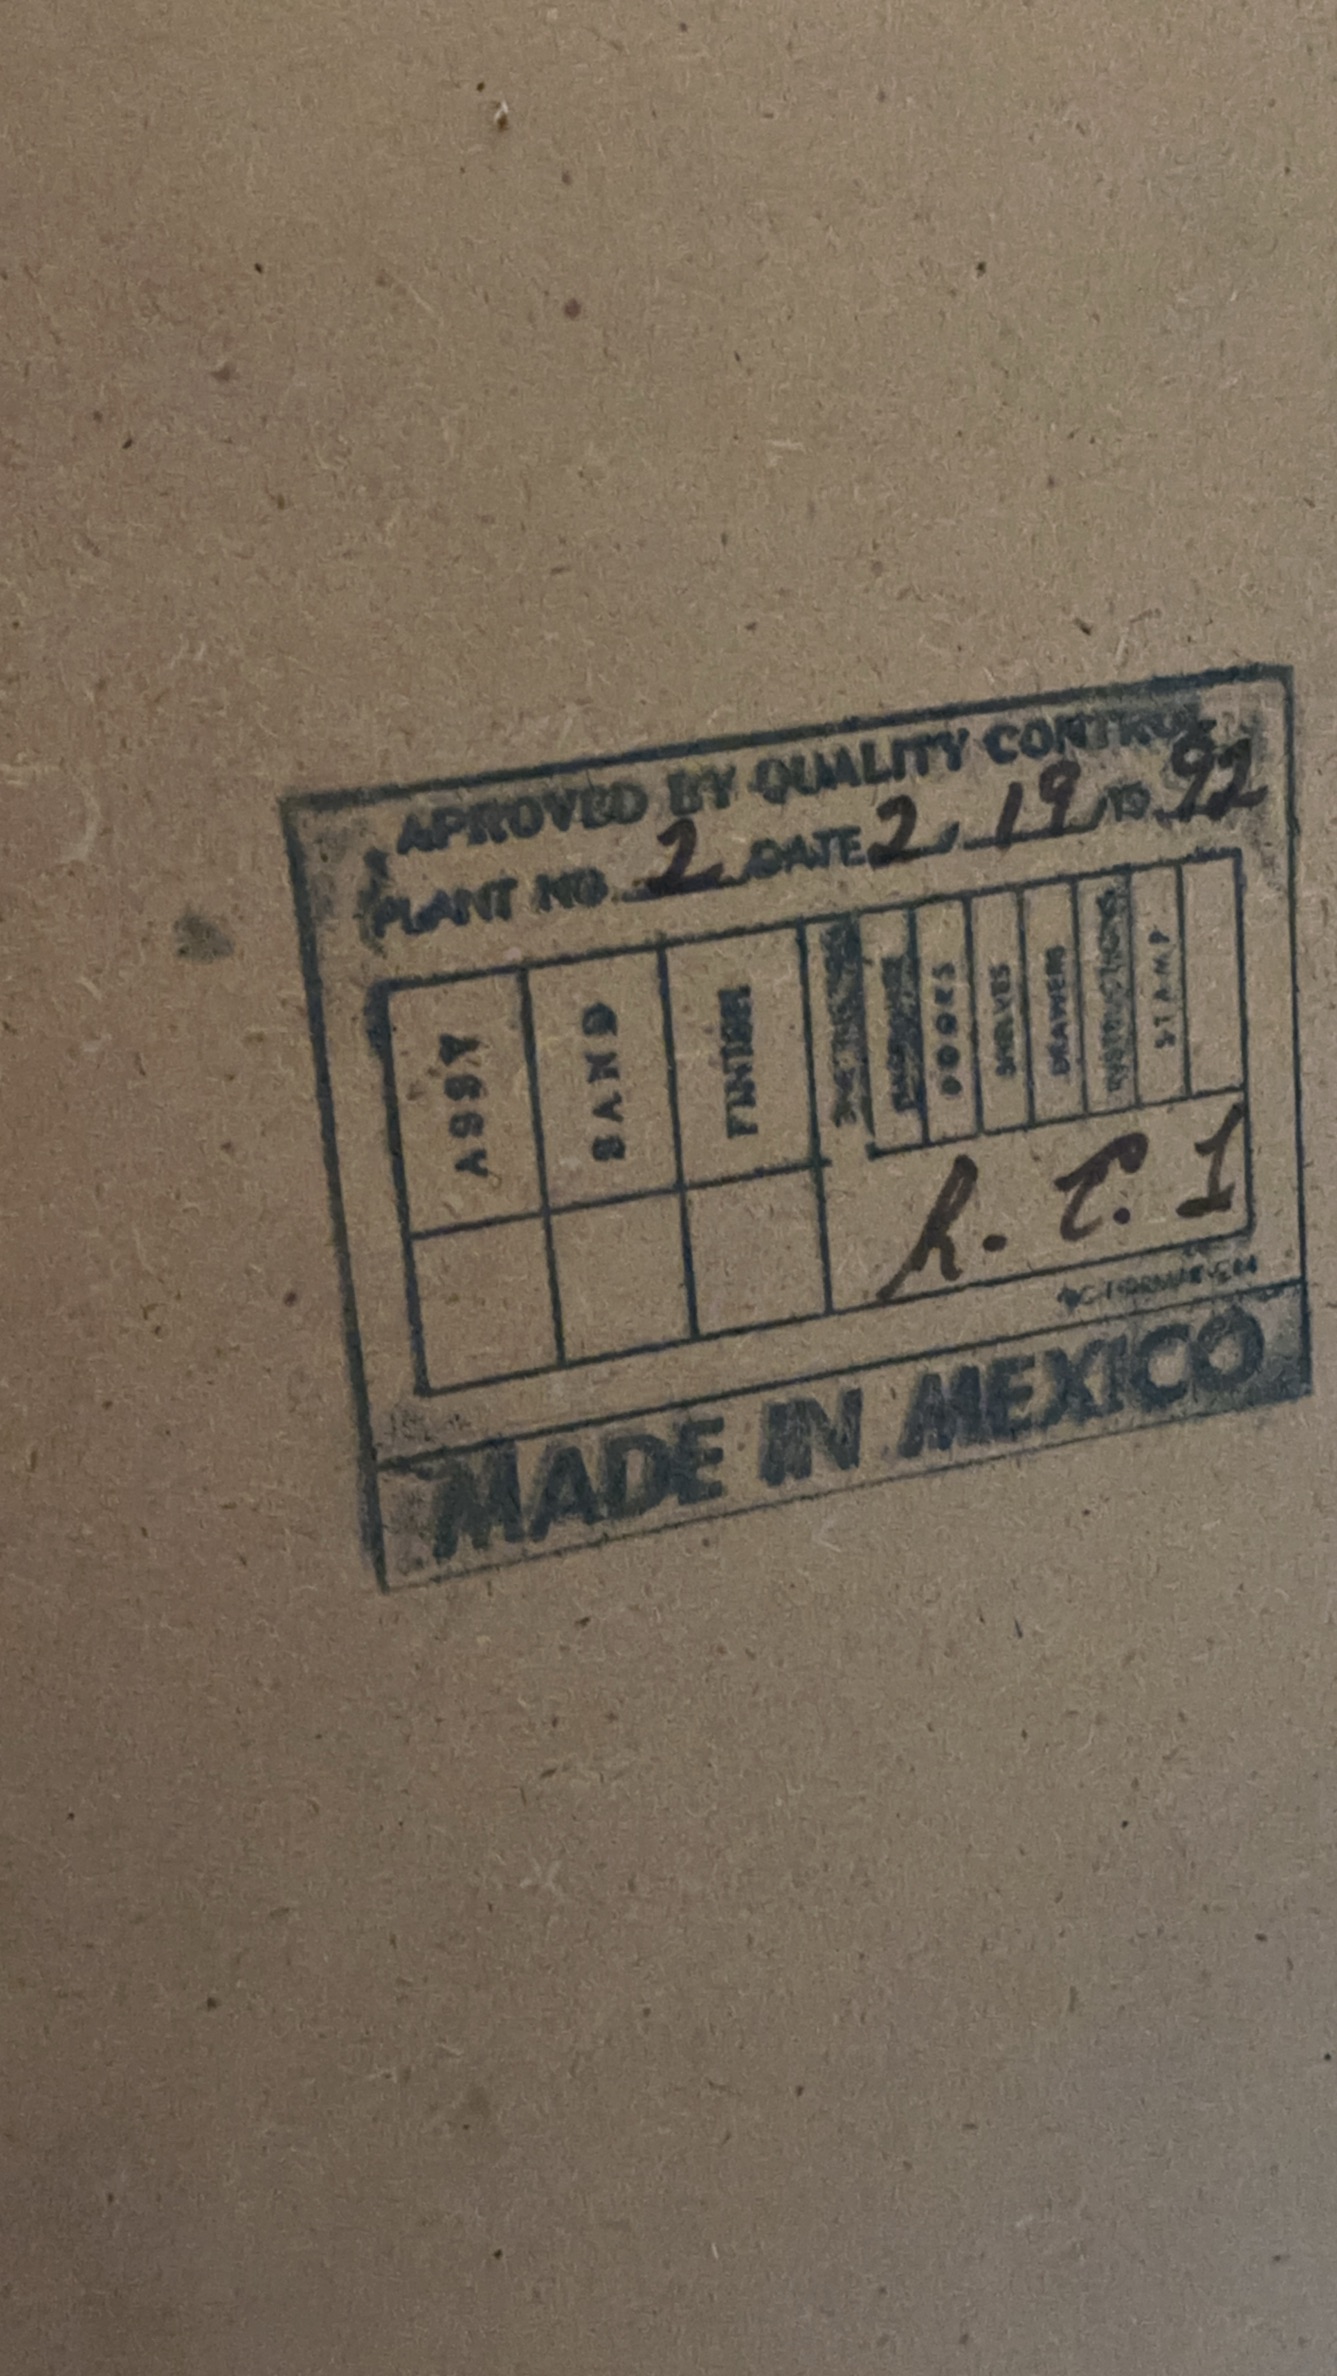 APROVED BY QUALITY CONTROL
PLANT NO. 2 DATE 2 / 19 / 19 92
ASSY
SAND
FINISH
DOORS
SHELVES
DRAWERS
INSTRUCTIONS
STAMP
MADE IN MEXICO